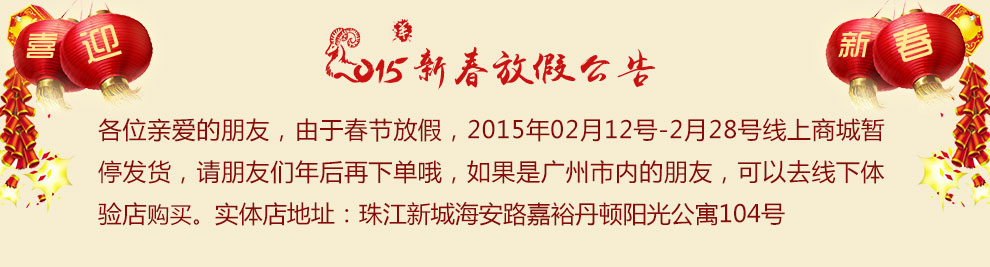 喜迎
新春
2015新春放假公告
各位亲爱的朋友，由于春节放假，2015年02月12号-2月28号线上商城暂
停发货，请朋友们年后再下单哦，如果是广州市内的朋友，可以去线下体
验店购买。实体店地址：珠江新城海安路嘉裕丹顿阳光公寓104号